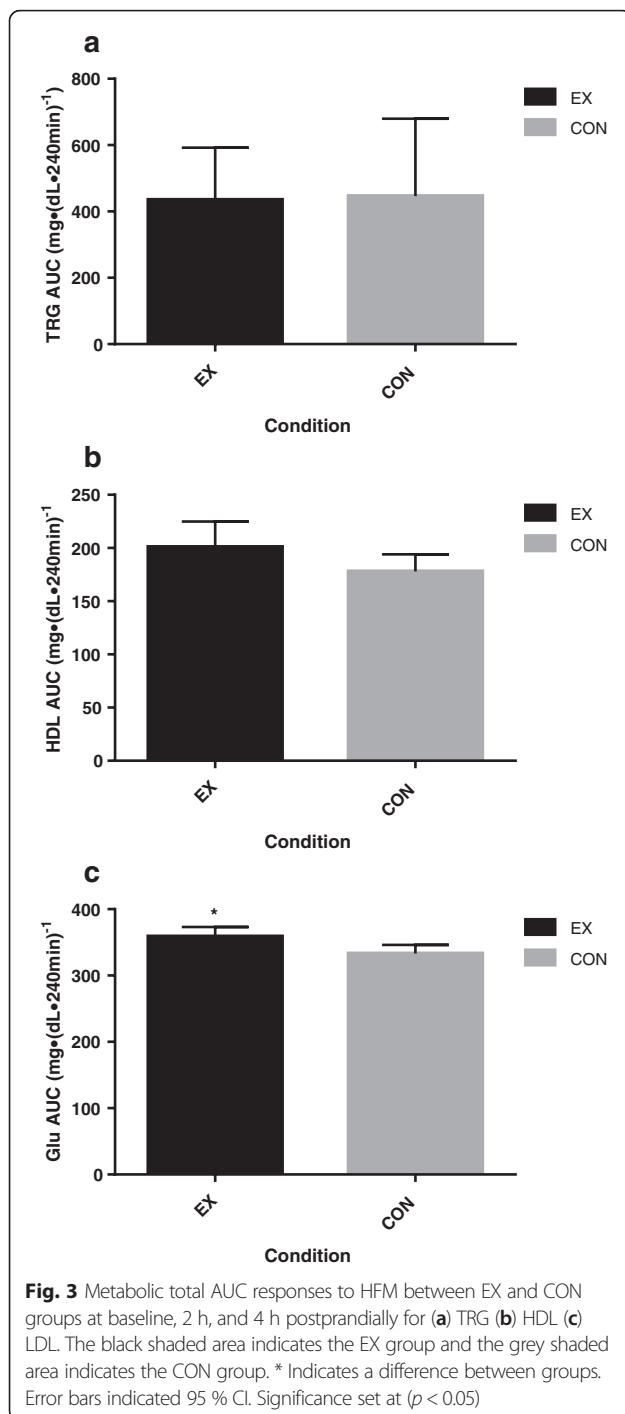 a
TRG AUC (mg•(dL•240min)-1)
800
600
400
200
0
EX
CON
EX
CON
Condition
b
HDL AUC (mg•(dL•240min)-1
250
200
150
100
50
0
EX
CON
EX
CON
Condition
c
Glu AUC (mg•(dL•240min)-1
400
300
200
100
0
*
EX
CON
EX
CON
Condition
Fig. 3 Metabolic total AUC responses to HFM between EX and CON
groups at baseline, 2 h, and 4 h postprandially for (a) TRG (b) HDL (c)
LDL. The black shaded area indicates the EX group and the grey shaded
area indicates the CON group. * Indicates a difference between groups.
Error bars indicated 95 % CI. Significance set at (p < 0.05)